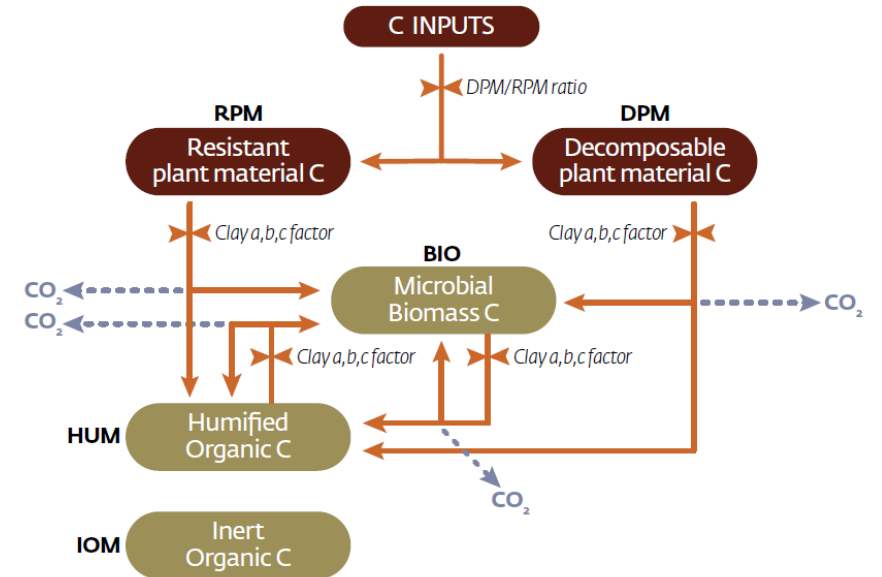 C INPUTS
DPM/RPM ratio
RPM
DPM
Resistant
plant material C
Decomposable
plant material C
Clay a,b,c factor
Clay a,b,c factor
BIO
Microbial
Biomass C
CO₂
CO₂
CO₂
Clay a,b,c factor
Clay a,b,c factor
HUM
Humified
Organic C
CO₂
IOM
Inert
Organic C